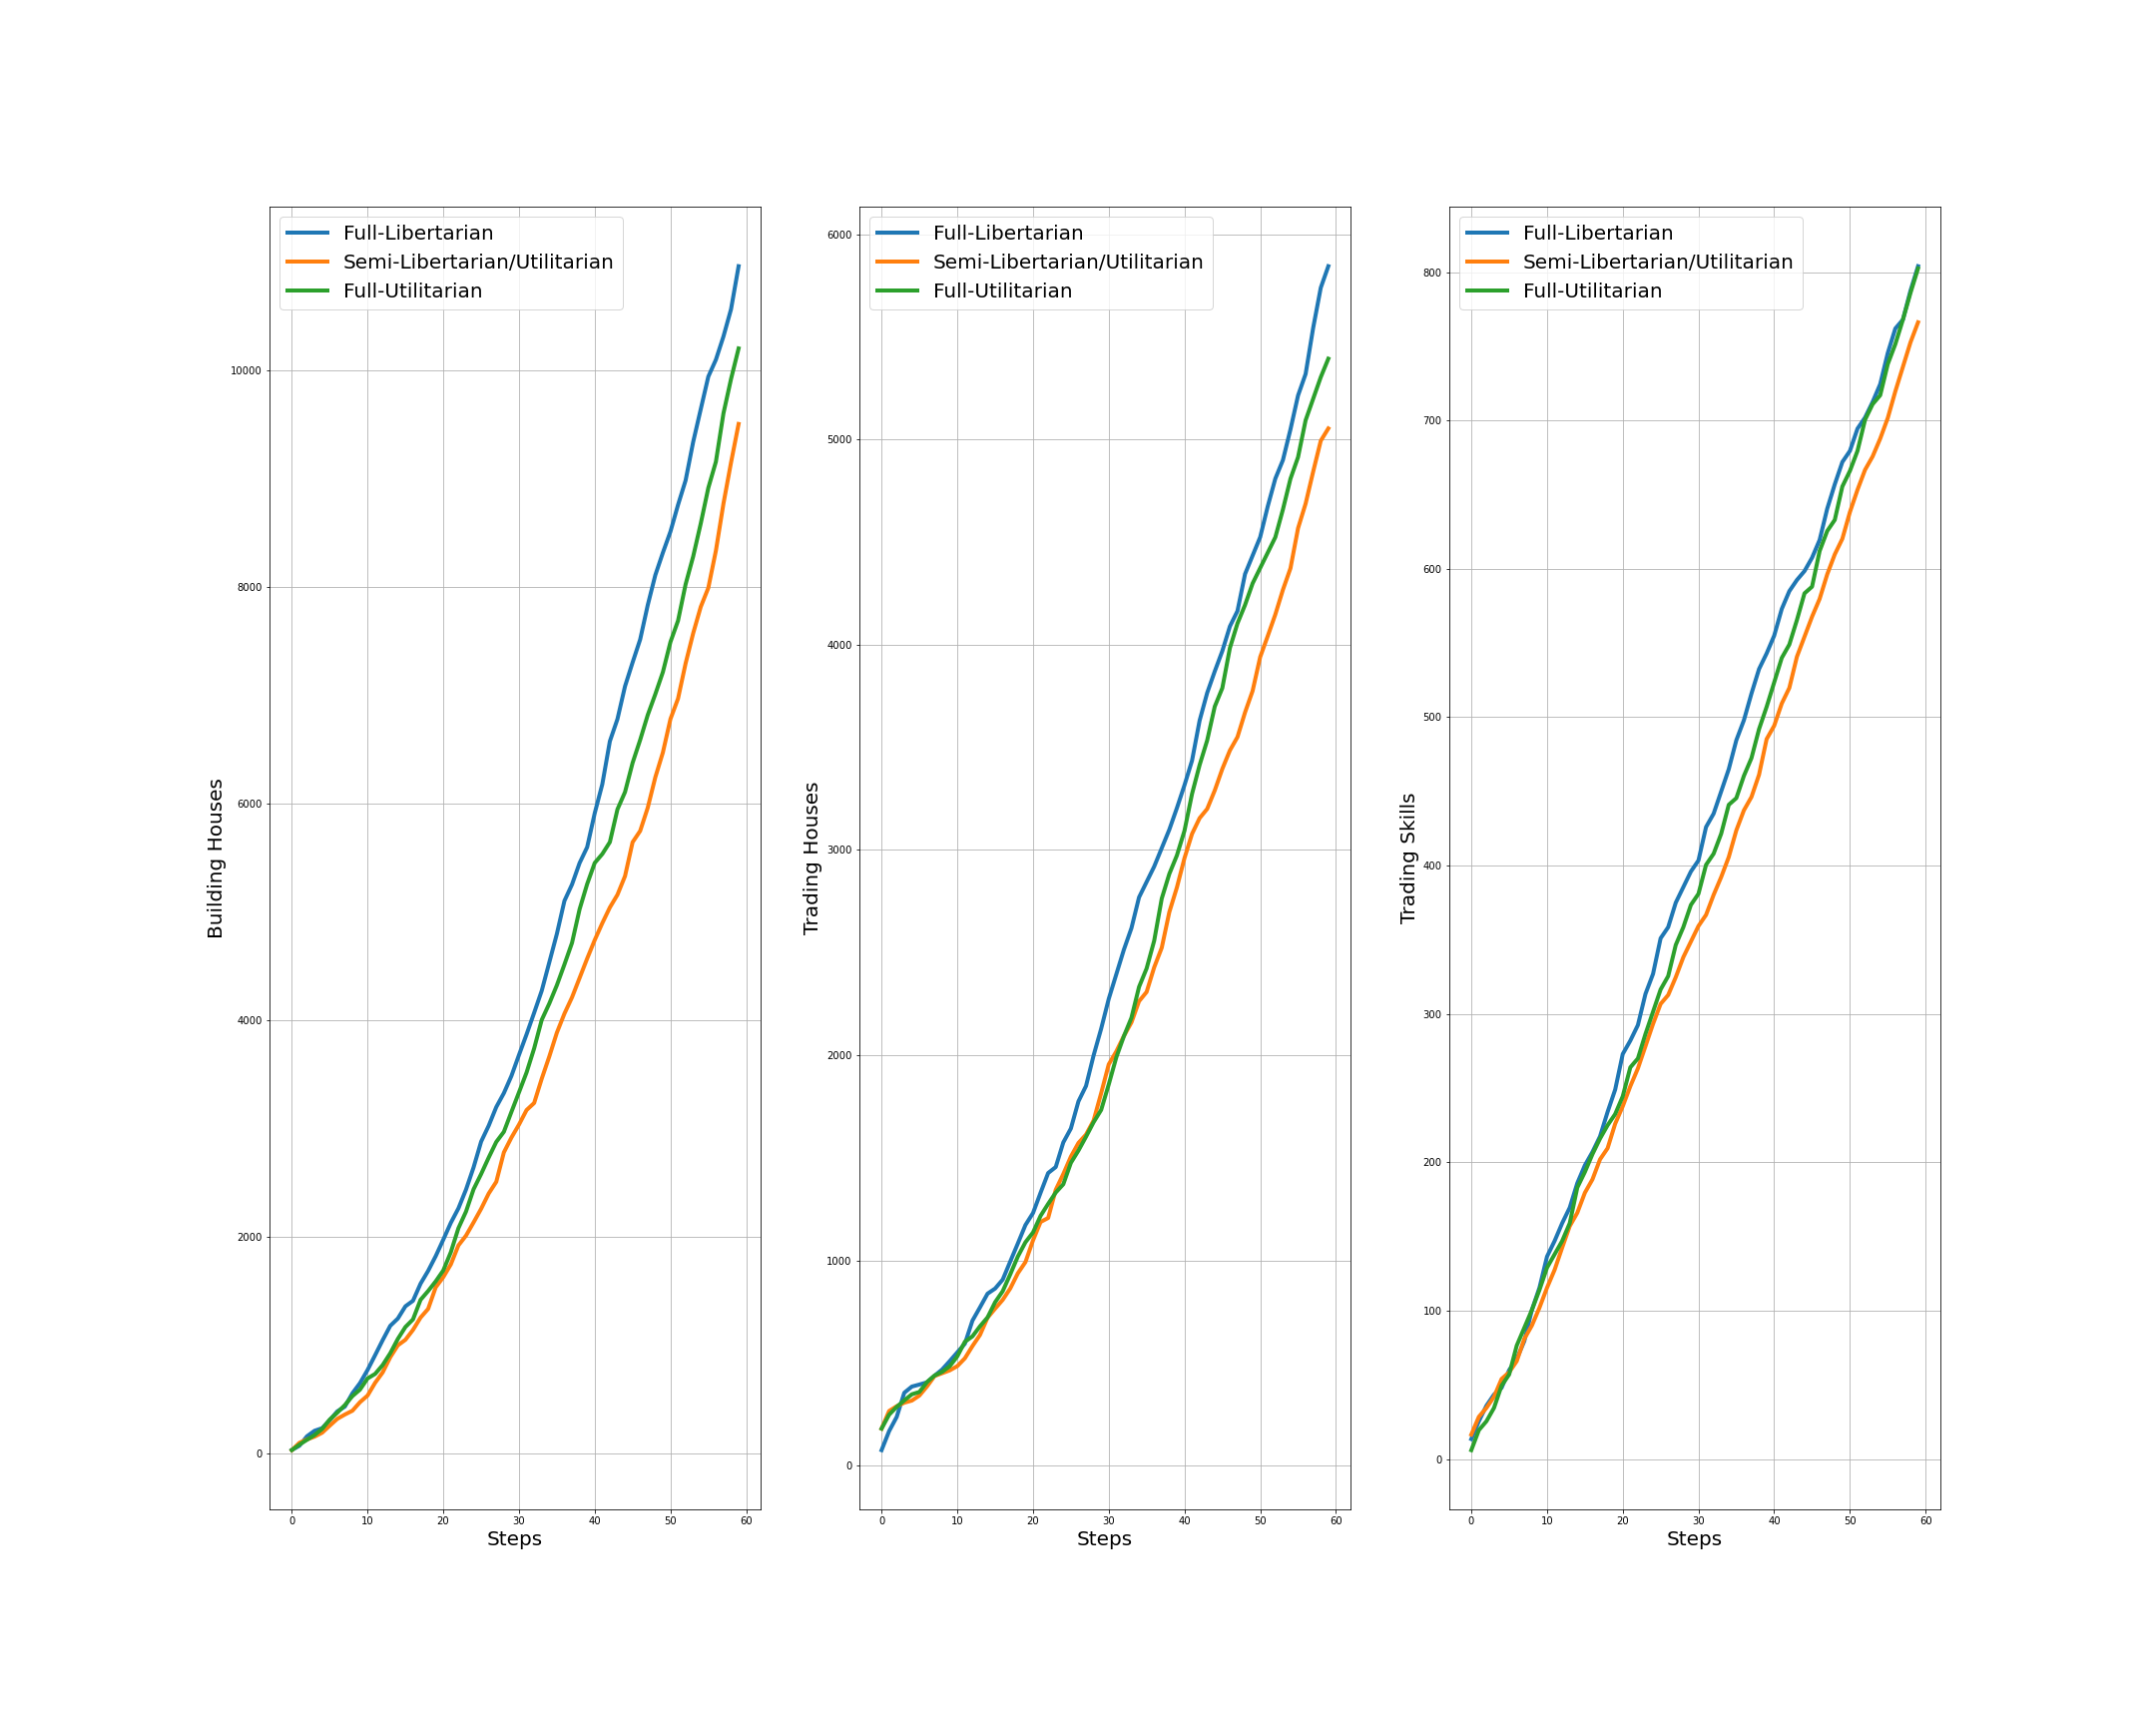 Full-Libertarian
Semi-Libertarian/Utilitarian
Full-Utilitarian
10000
8000
6000
4000
2000
0
Building Houses
0 10 20 30 40 50 60
Steps
Full-Libertarian
Semi-Libertarian/Utilitarian
Full-Utilitarian
6000
5000
4000
3000
2000
1000
0
Trading Houses
0 10 20 30 40 50 60
Steps
Full-Libertarian
Semi-Libertarian/Utilitarian
Full-Utilitarian
800
700
600
500
400
300
200
100
0
Trading Skills
0 10 20 30 40 50 60
Steps